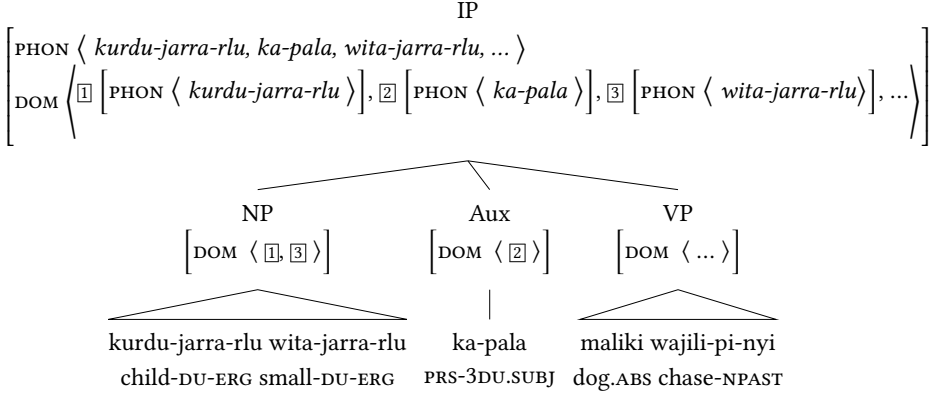 IP
PHON ⟨ kurdu-jarra-rlu, ka-pala, wita-jarra-rlu, … ⟩
DOM ⟨ 1 [PHON ⟨ kurdu-jarra-rlu ⟩], 2 [PHON ⟨ ka-pala ⟩], 3 [PHON ⟨ wita-jarra-rlu⟩], …⟩
NP Aux VP
[DOM ⟨ 1, 3 ⟩] [DOM ⟨ 2 ⟩] [DOM ⟨ … ⟩]
kurdu-jarra-rlu wita-jarra-rlu ka-pala maliki wajili-pi-nyi
child-DU-ERG small-DU-ERG PRS-3DU.SUBJ dog.ABS chase-NPAST